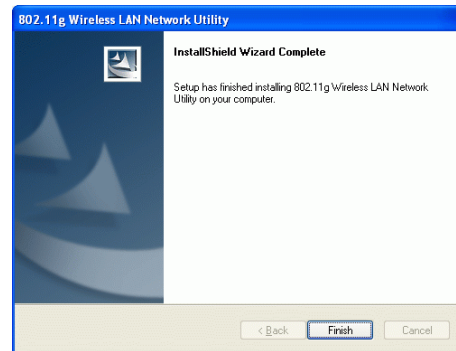 802.11g Wireless LAN Network Utility
InstallShield Wizard Complete
Setup has finished installing 802.11g Wireless LAN Network
Utility on your computer.
< Back
Finish
Cancel